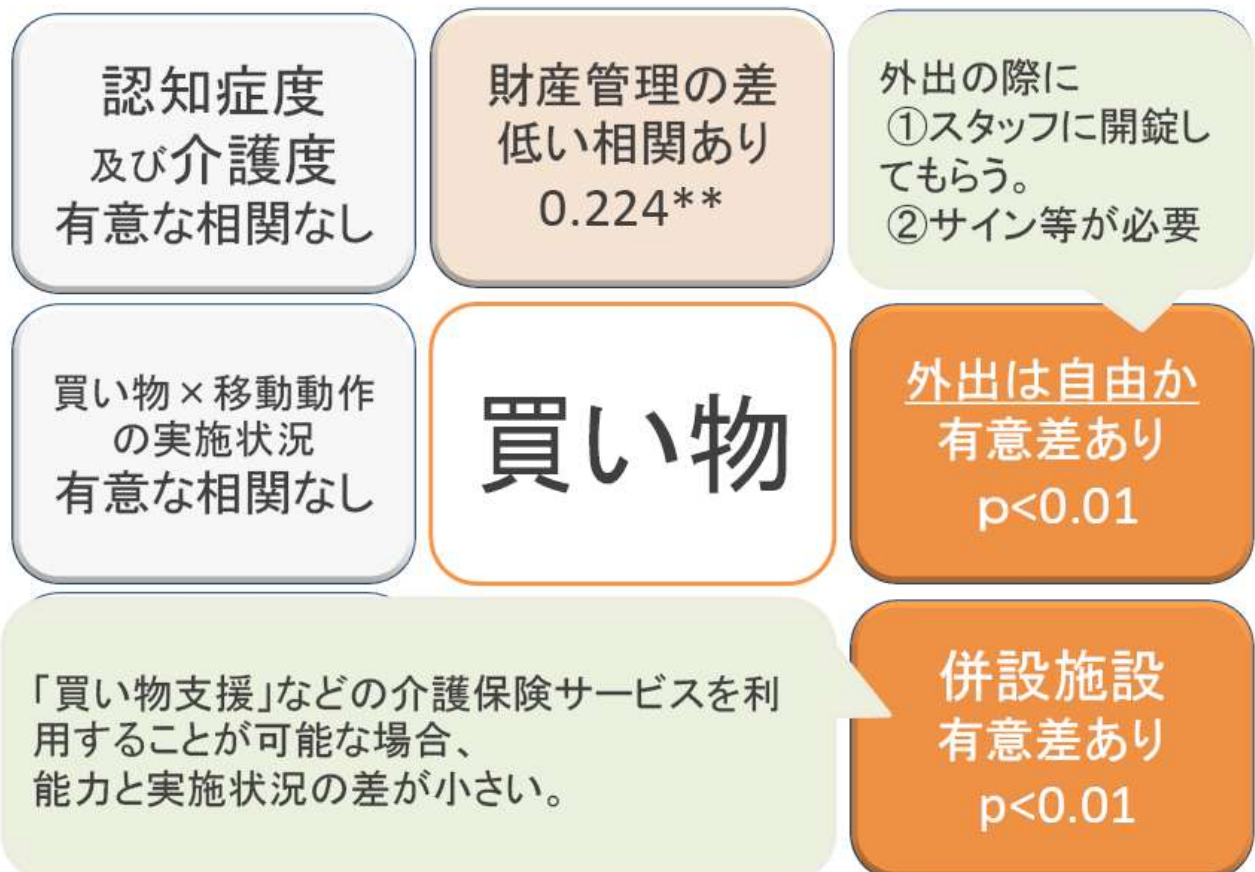 認知症度
及び介護度
有意な相関なし
財産管理の差
低い相関あり
0.224**
外出の際に
①スタッフに開錠し
てもらう。
②サイン等が必要
買い物×移動動作
の実施状況
有意な相関なし
買い物
外出は自由か
有意差あり
p<0.01
「買い物支援」などの介護保険サービスを利
用することが可能な場合、
能力と実施状況の差が小さい。
併設施設
有意差あり
p<0.01